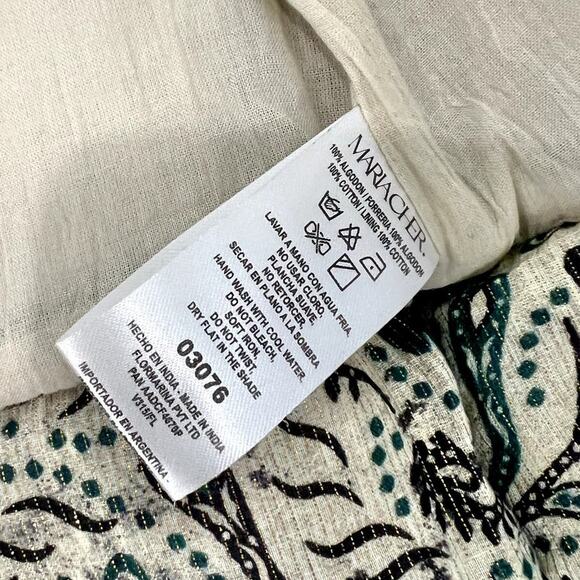 MARIACHER.
100% ALGODON / FORRERIA 100% ALGODON
100% COTTON / LINING 100% COTTON
LAVAR A MANO CON AGUA FRIA,
NO USAR CLORO,
PLANCHA SUAVE,
NO RETORCER,
SECAR EN PLANO A LA SOMBRA
HAND WASH WITH COOL WATER
DO NOT BLEACH,
SOFT IRON,
DO NOT TWIST,
DRY FLAT IN THE SHADE
03076
HECHO EN INDIA / MADE IN INDIA
FLORMARINA PVT LTD
PAN AADCF4679P
V315/FL
IMPORTADOR EN ARGENTINA-